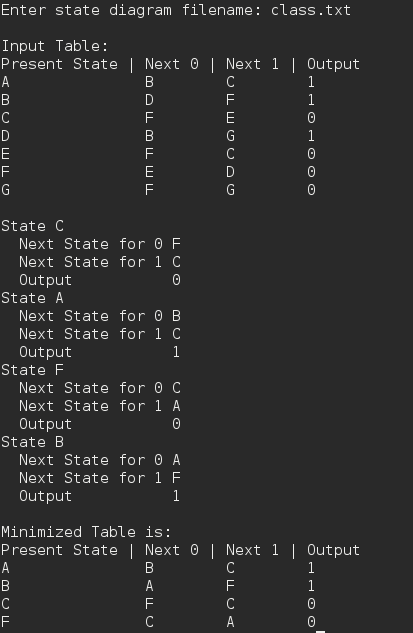 Enter state diagram filename: class.txt
Input Table:
Present State | Next 0 | Next 1 | Output
A B C 1
B D F 1
C F E 0
D B G 1
E F C 0
F E D 0
G F G 0
State C
Next State for 0 F
Next State for 1 C
Output 0
State A
Next State for 0 B
Next State for 1 C
Output 1
State F
Next State for 0 C
Next State for 1 A
Output 0
State B
Next State for 0 A
Next State for 1 F
Output 1
Minimized Table is:
Present State | Next 0 | Next 1 | Output
A B C 1
B A F 1
C F C 0
F C A 0